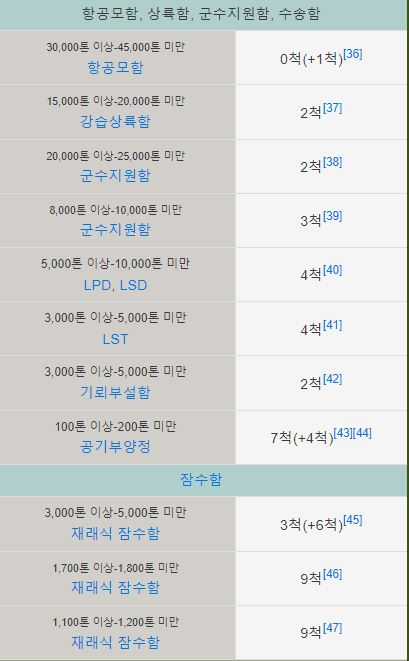 항공모함, 상륙함, 군수지원함, 수송함
30,000톤 이상-45,000톤 미만
항공모함
0척(+1척)[36]
15,000톤 이상-20,000톤 미만
강습상륙함
2척[37]
20,000톤 이상-25,000톤 미만
군수지원함
2척[38]
8,000톤 이상-10,000톤 미만
군수지원함
3척[39]
5,000톤 이상-10,000톤 미만
LPD, LSD
4척[40]
3,000톤 이상-5,000톤 미만
LST
4척[41]
3,000톤 이상-5,000톤 미만
기뢰부설함
2척[42]
100톤 이상-200톤 미만
공기부양정
7척(+4척)[43][44]
잠수함
3,000톤 이상-5,000톤 미만
재래식 잠수함
3척(+6척)[45]
1,700톤 이상-1,800톤 미만
재래식 잠수함
9척[46]
1,100톤 이상-1,200톤 미만
재래식 잠수함
9척[47]